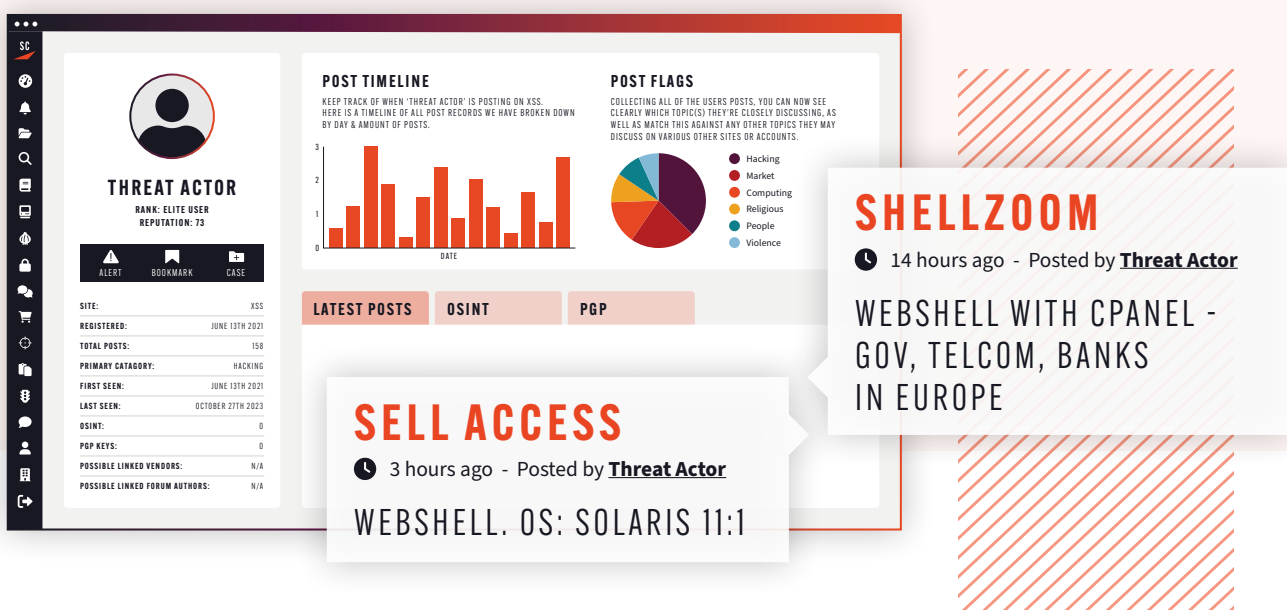 SC
THREAT ACTOR
RANK: ELITE USER
REPUTATION: 73
ALERT BOOKMARK CASE
SITE: XSS
REGISTERED: JUNE 13TH 2021
TOTAL POSTS: 158
PRIMARY CATAGORY: HACKING
FIRST SEEN: JUNE 13TH 2021
LAST SEEN: OCTOBER 27TH 2023
OSINT: 0
PGP KEYS: 0
POSSIBLE LINKED VENDORS: N/A
POSSIBLE LINKED FORUM AUTHORS: N/A
POST TIMELINE
KEEP TRACK OF WHEN 'THREAT ACTOR' IS POSTING ON XSS.
HERE IS A TIMELINE OF ALL POST RECORDS WE HAVE BROKEN DOWN
BY DAY & AMOUNT OF POSTS.
3
2
1
0
DATE
POST FLAGS
COLLECTING ALL OF THE USERS POSTS, YOU CAN NOW SEE
CLEARLY WHICH TOPIC(S) THEY'RE CLOSELY DISCUSSING, AS
WELL AS MATCH THIS AGAINST ANY OTHER TOPICS THEY MAY
DISCUSS ON VARIOUS OTHER SITES OR ACCOUNTS.
Hacking
Market
Computing
Religious
People
Violence
LATEST POSTS OSINT PGP
SHELLZOOM
14 hours ago - Posted by Threat Actor
WEBSHELL WITH CPANEL -
GOV, TELCOM, BANKS
IN EUROPE
SELL ACCESS
3 hours ago - Posted by Threat Actor
WEBSHELL. OS: SOLARIS 11:1